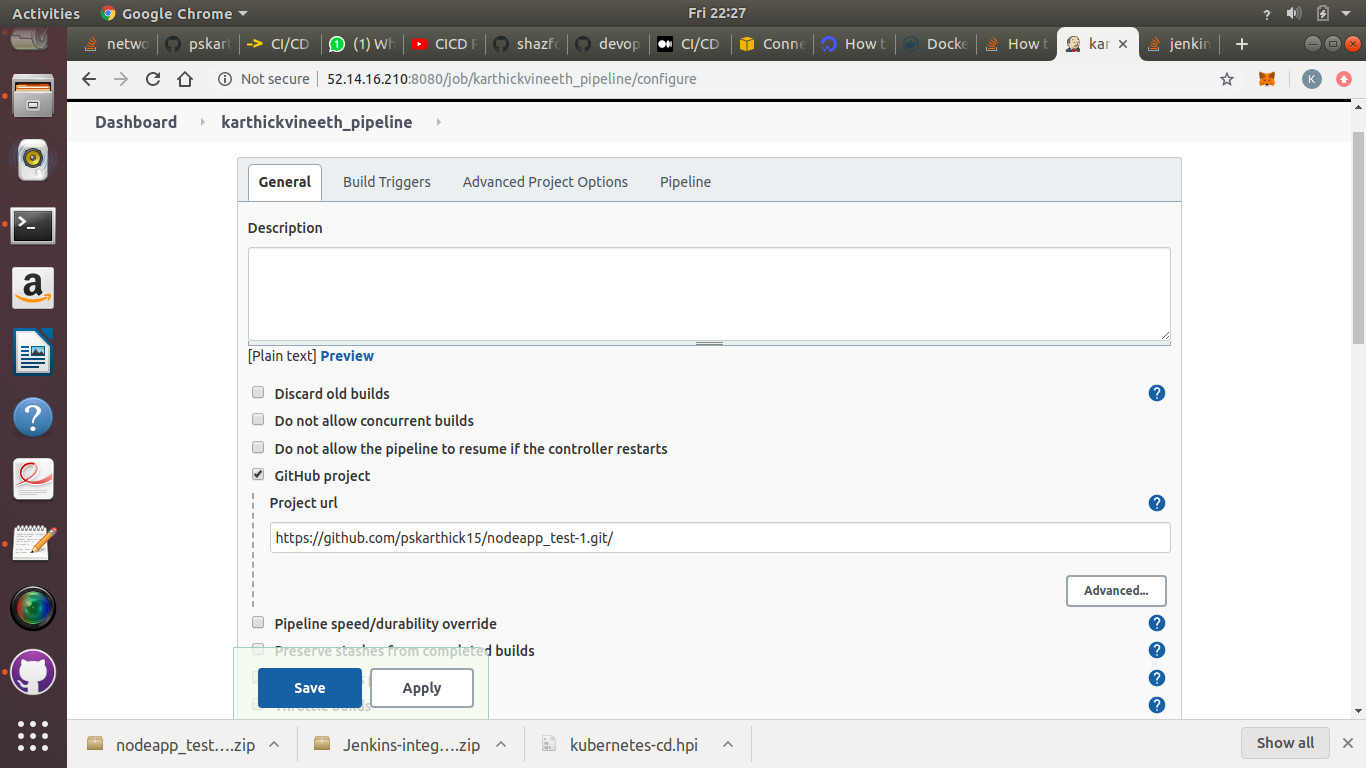 Activities Google Chrome Fri 22:27
netwo pskart CI/CD (1) Wh CICD P shazfo devop CI/CD Conne How t Docke How t kar jenkin
Not secure 52.14.16.210:8080/job/karthickvineeth_pipeline/configure K
Dashboard karthickvineeth_pipeline
General Build Triggers Advanced Project Options Pipeline
Description
[Plain text] Preview
Discard old builds
Do not allow concurrent builds
Do not allow the pipeline to resume if the controller restarts
GitHub project
Project url
https://github.com/pskarthick15/nodeapp_test-1.git/
Advanced...
Pipeline speed/durability override
Preserve stashes from completed builds
Throttle builds
Save Apply
nodeapp_test....zip Jenkins-integ....zip kubernetes-cd.hpi Show all